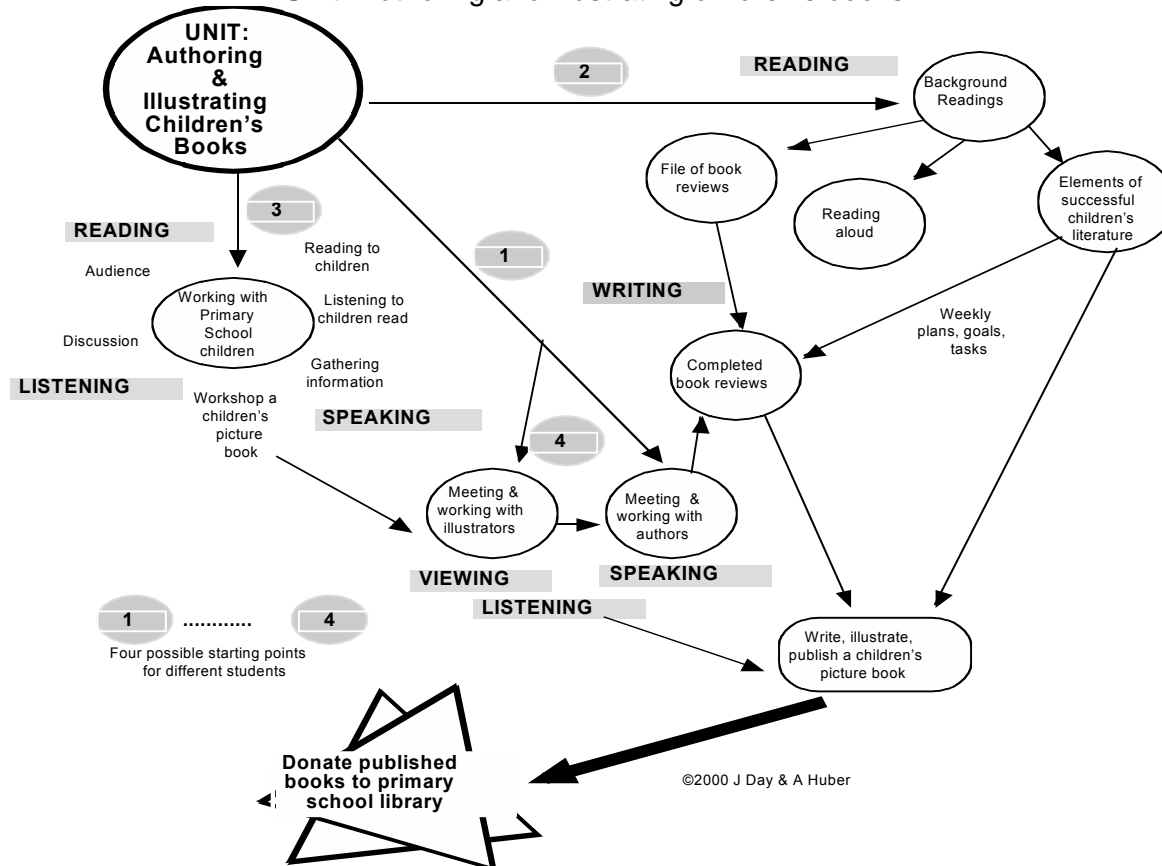 UNIT:
Authoring
&
Illustrating
Children's
Books
2
READING
Background
Readings
File of book
reviews
Reading
aloud
Elements of
successful
children's
literature
3
READING
Audience
Reading to
children
Working with
Primary
School
children
Listening to
children read
Discussion
Gathering
information
LISTENING
Workshop a
children's
picture
book
1
WRITING
Weekly
plans, goals,
tasks
Completed
book reviews
SPEAKING
4
Meeting &
working with
illustrators
Meeting &
working with
authors
VIEWING
SPEAKING
LISTENING
1 ............ 4
Four possible starting points
for different students
Write, illustrate,
publish a children's
picture book
Donate published
books to primary
school library
©2000 J Day & A Huber